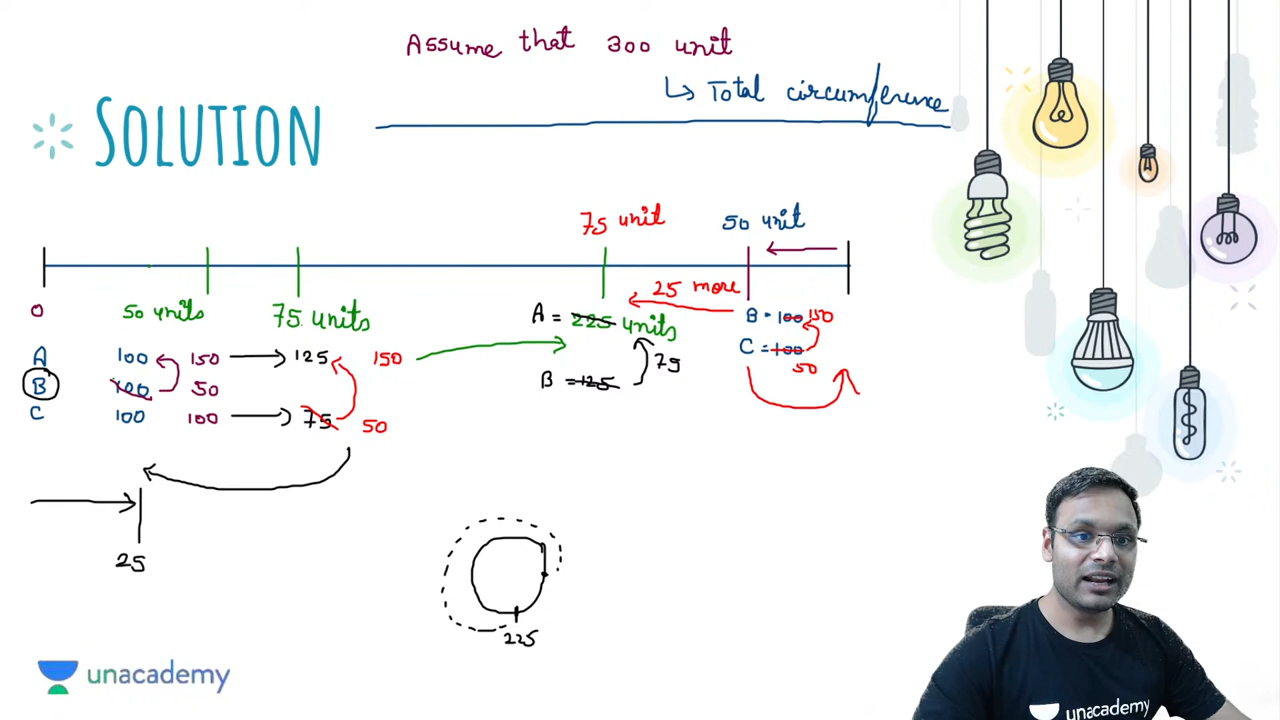 Assume that 300 unit
↳ Total circumference
SOLUTION
75 unit
50 unit
25 more
0
50 units
75 units
A = 225 units
B = 100 150
C = 100
50
A 100 150 → 125 150
B 100 50
C 100 100 → 75 50
B = 125
75
25
225
unacademy
unacademy